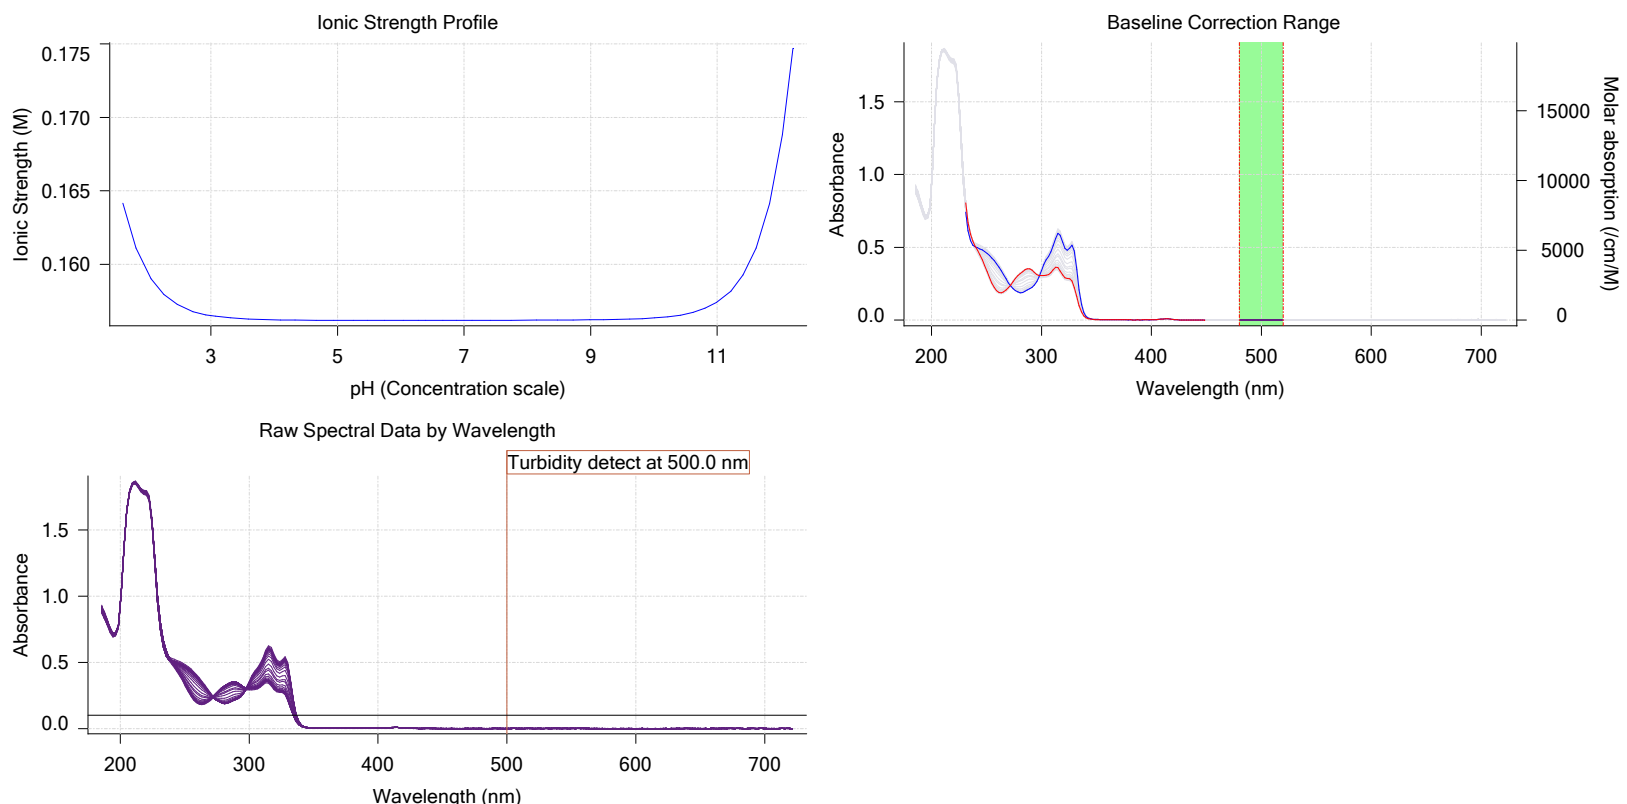 Ionic Strength Profile
0.175
0.170
0.165
0.160
Ionic Strength (M)
3 5 7 9 11
pH (Concentration scale)
Baseline Correction Range
1.5
1.0
0.5
0.0
Absorbance
15000
10000
5000
0
Molar absorption (/cm/M)
200 300 400 500 600 700
Wavelength (nm)
Raw Spectral Data by Wavelength
Turbidity detect at 500.0 nm
1.5
1.0
0.5
0.0
Absorbance
200 300 400 500 600 700
Wavelength (nm)